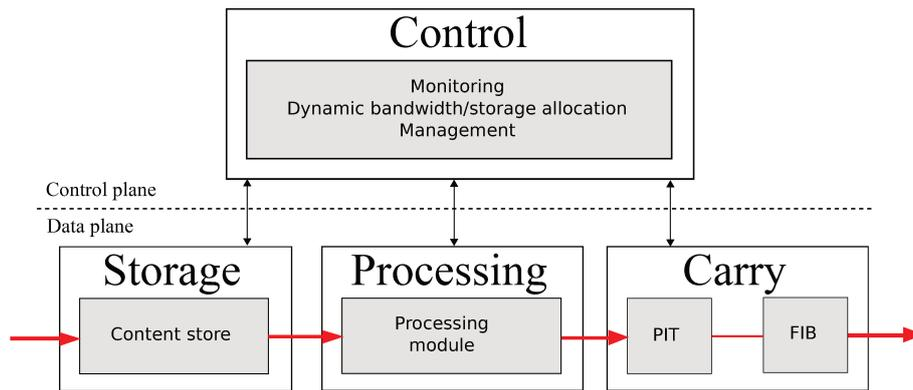 Control
Monitoring
Dynamic bandwidth/storage allocation
Management
Control plane
Data plane
Storage
Content store
Processing
Processing
module
Carry
PIT
FIB